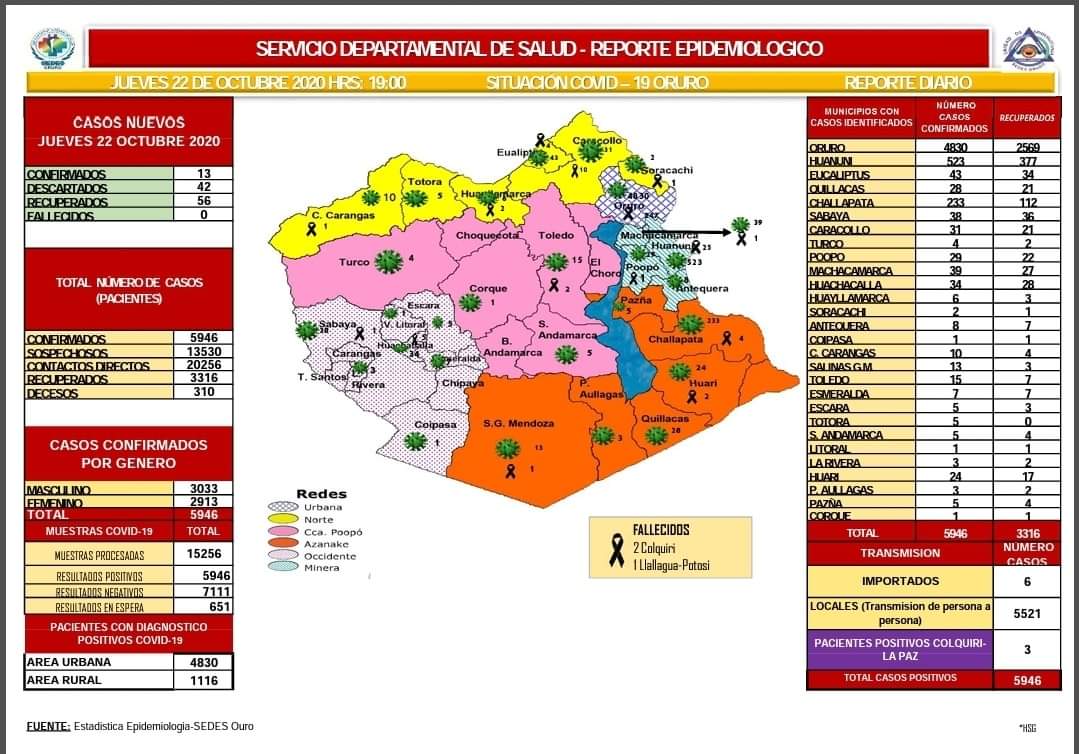 SERVICIO DEPARTAMENTAL DE SALUD - REPORTE EPIDEMIOLOGICO
JUEVES 22 DE OCTUBRE 2020 HRS: 19:00 SITUACIÓN COVID – 19 ORURO REPORTE DIARIO
CASOS NUEVOS
JUEVES 22 OCTUBRE 2020
CONFIRMADOS 13
DESCARTADOS 42
RECUPERADOS 56
FALLECIDOS 0
TOTAL NÚMERO DE CASOS
(PACIENTES)
CONFIRMADOS 5946
SOSPECHOSOS 13530
CONTACTOS DIRECTOS 20256
RECUPERADOS 3316
DECESOS 310
CASOS CONFIRMADOS
POR GENERO
MASCULINO 3033
FEMENINO 2913
TOTAL 5946
MUESTRAS COVID-19 TOTAL
MUESTRAS PROCESADAS 15256
RESULTADOS POSITIVOS 5946
RESULTADOS NEGATIVOS 7111
RESULTADOS EN ESPERA 651
PACIENTES CON DIAGNOSTICO
POSITIVOS COVID-19
AREA URBANA 4830
AREA RURAL 1116
Caracollo
Eualipt
43
2
Soracachi
10
1
Totora
10
5
Huayllamarca
2
Oruro
C. Carangas
1
Choquecota
Toledo
Machacamarca
39
1
Huanuni
23
523
Turco
4
15
2
El
Choro
Poopó
1
Antequera
8
Corque
1
Pazña
5
Escara
1
Sabaya
1
V. Litoral
5
Huachacalla
34
Carangas
3
T. Santos
Rivera
Chipaya
S.
Andamarca
5
B.
Andamarca
Challapata
233
4
24
Huari
2
P.
Aullagas
3
Quillacas
28
S.G. Mendoza
13
1
Coipasa
1
Redes
Urbana
Norte
Cca. Poopó
Azanake
Occidente
Minera
FALLECIDOS
2 Colquiri
1 Llallagua-Potosi
MUNICIPIOS CON CASOS IDENTIFICADOS NÚMERO CASOS CONFIRMADOS RECUPERADOS
ORURO 4830 2569
HUANUNI 523 377
EUCALIPTUS 43 34
QUILLACAS 28 21
CHALLAPATA 233 112
SABAYA 38 36
CARACOLLO 31 21
TURCO 4 2
POOPO 29 22
MACHACAMARCA 39 27
HUACHACALLA 34 28
HUAYLLAMARCA 6 3
SORACACHI 2 1
ANTEQUERA 8 7
COIPASA 1 1
C. CARANGAS 10 4
SALINAS G.M. 13 3
TOLEDO 15 7
ESMERALDA 7 7
ESCARA 5 3
TOTORA 5 0
S. ANDAMARCA 5 4
LITORAL 1 1
LA RIVERA 3 2
HUARI 24 17
P. AULLAGAS 3 2
PAZÑA 5 4
CORQUE 1 1
TOTAL 5946 3316
TRANSMISION NÚMERO CASOS
IMPORTADOS 6
LOCALES (Transmision de persona a
persona) 5521
PACIENTES POSITIVOS COLQUIRI-
LA PAZ 3
TOTAL CASOS POSITIVOS 5946
FUENTE: Estadistica Epidemiologia-SEDES Ouro
*HSG